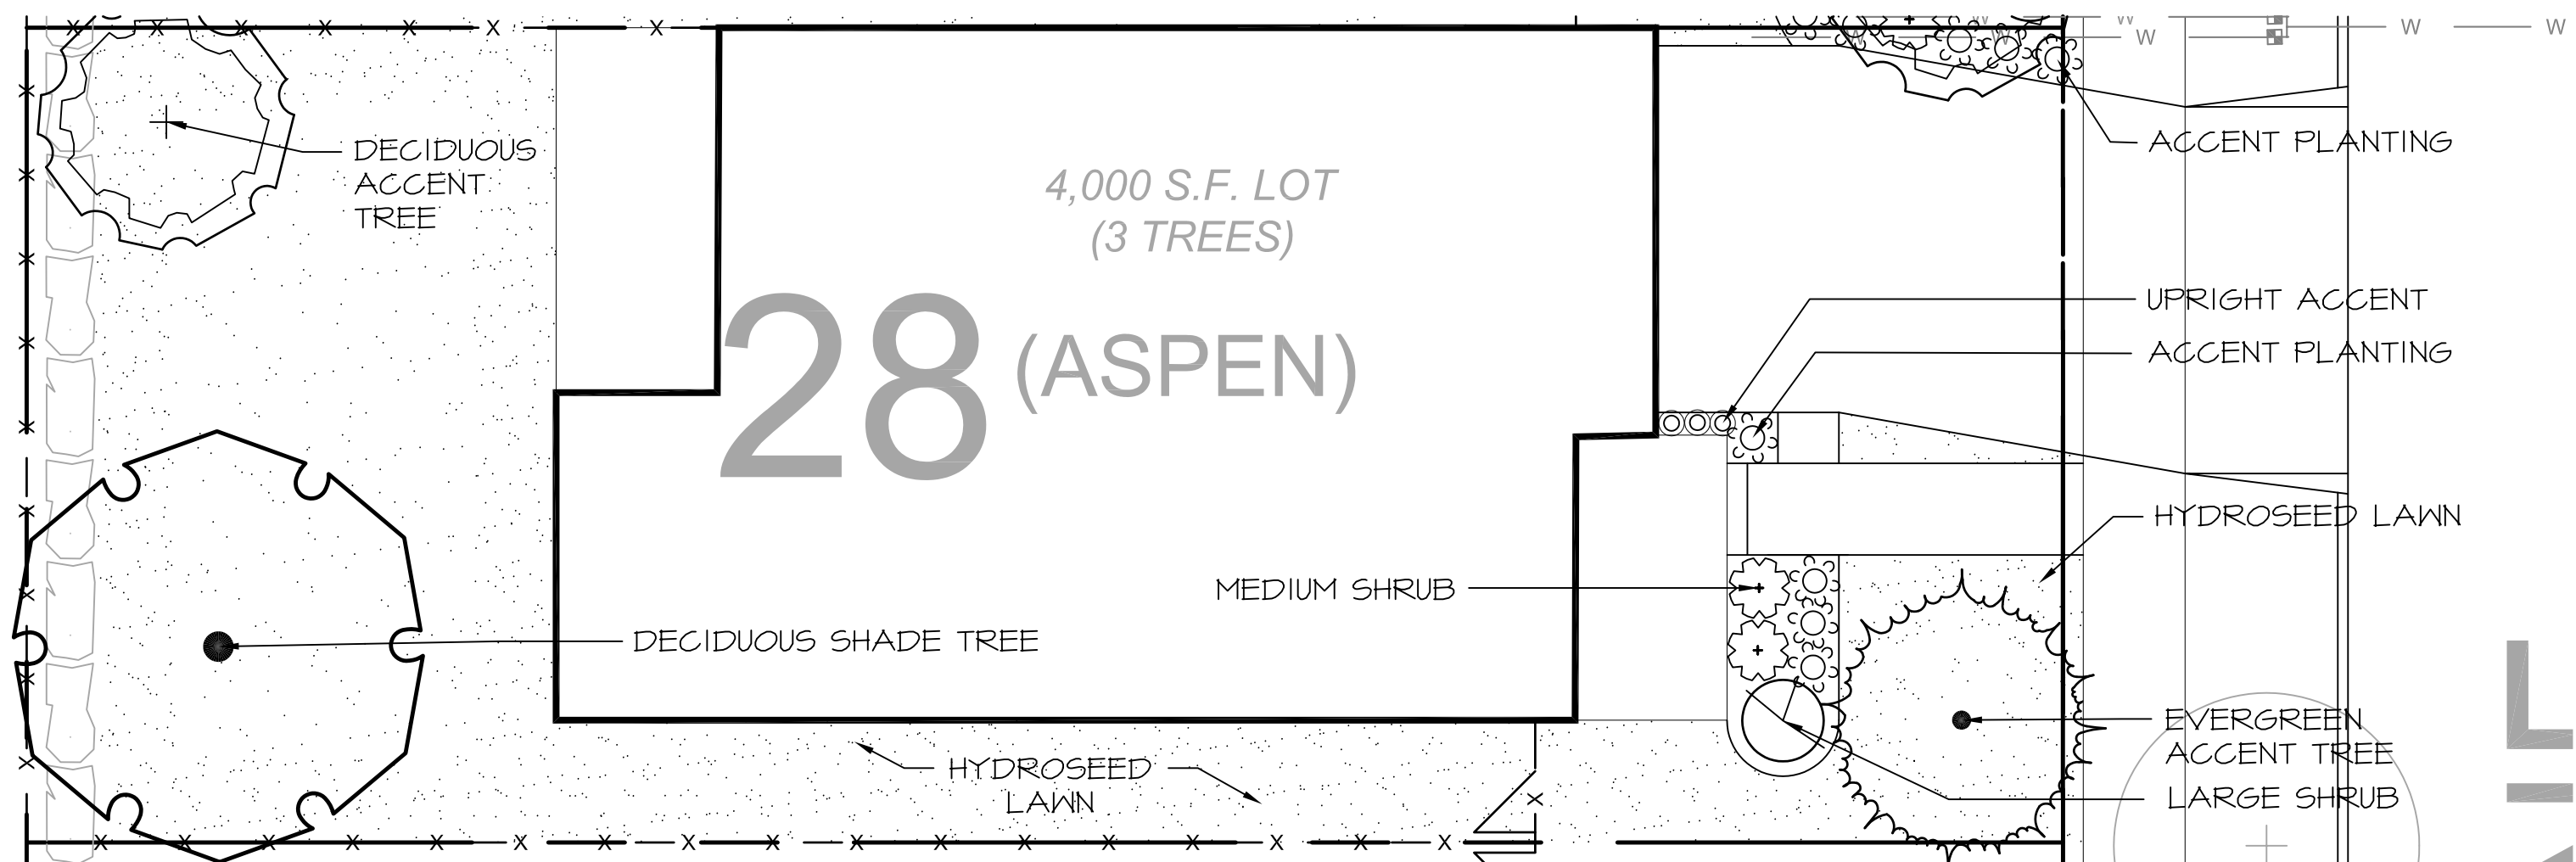 DECIDUOUS
ACCENT
TREE
4,000 S.F. LOT
(3 TREES)
28 (ASPEN)
W W W W W W W
ACCENT PLANTING
UPRIGHT ACCENT
ACCENT PLANTING
HYDROSEED LAWN
MEDIUM SHRUB
DECIDUOUS SHADE TREE
EVERGREEN
ACCENT TREE
LARGE SHRUB
HYDROSEED
LAWN